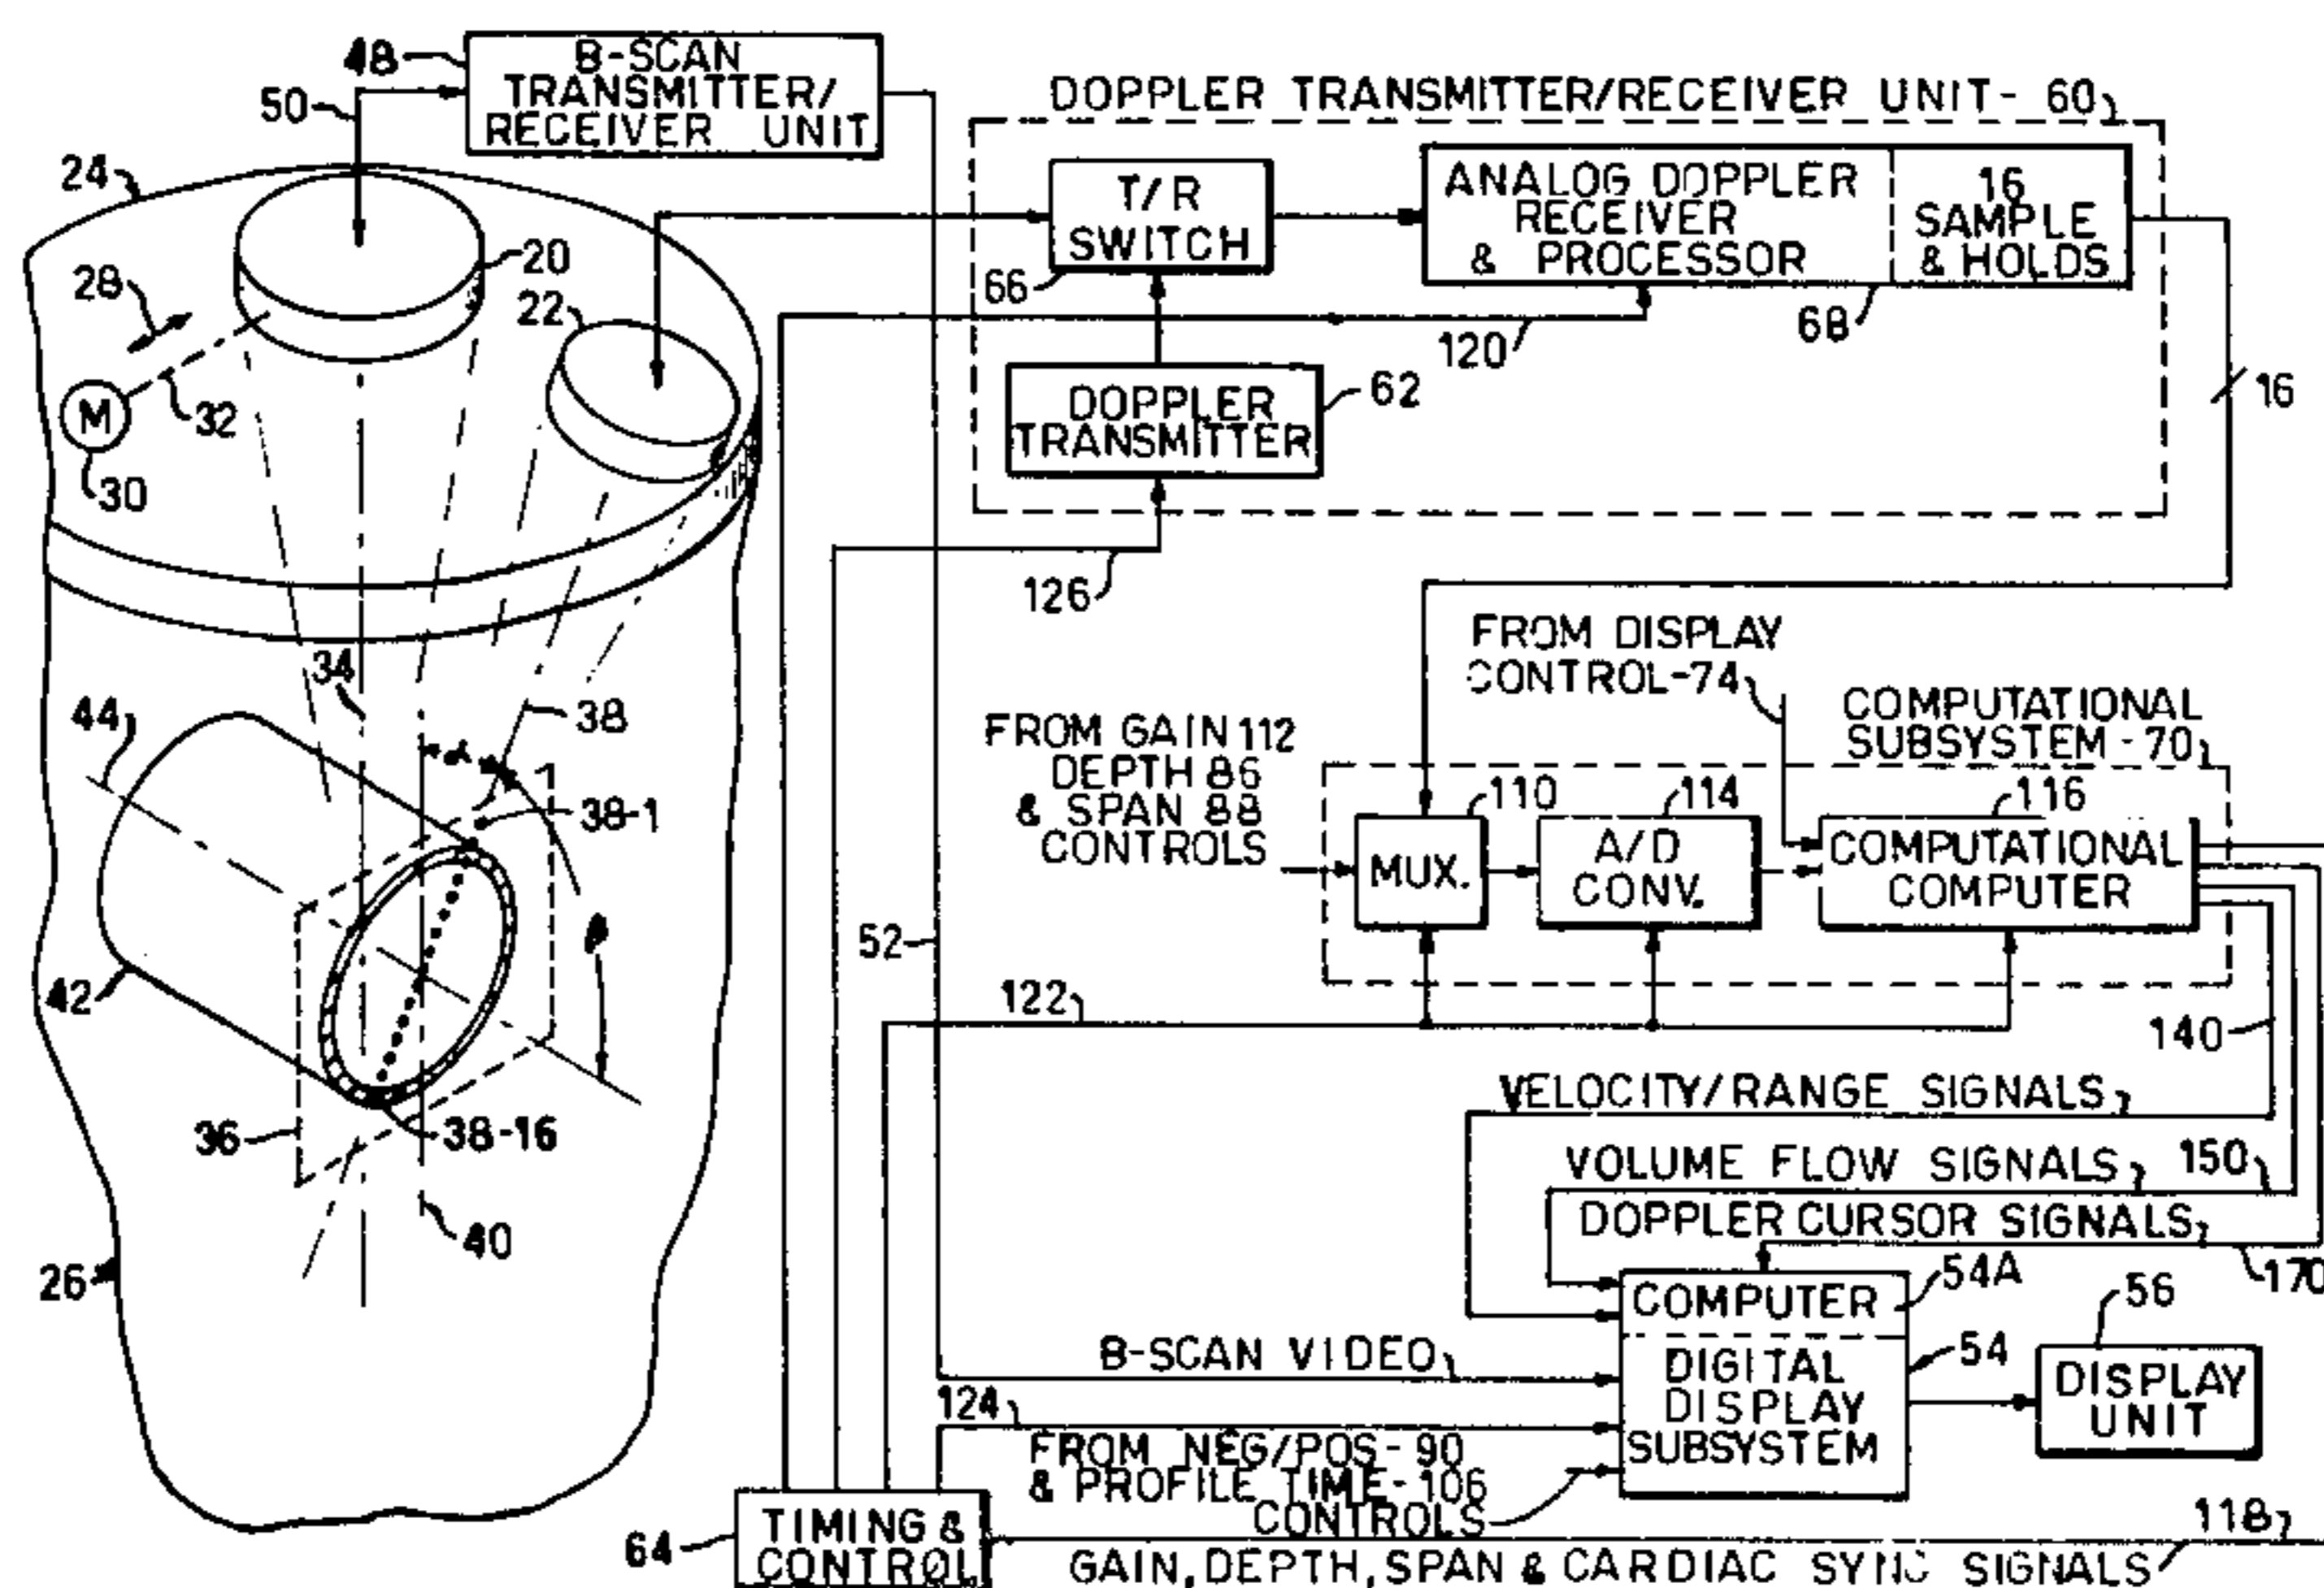 48
B-SCAN
TRANSMITTER/
RECEIVER UNIT
50
DOPPLER TRANSMITTER/RECEIVER UNIT - 60
24
20
22
28
M
30
32
T/R
SWITCH
66
ANALOG DOPPLER
RECEIVER
& PROCESSOR
16
SAMPLE
& HOLDS
68
120
DOPPLER
TRANSMITTER
62
16
126
FROM DISPLAY
CONTROL-74
COMPUTATIONAL
SUBSYSTEM-70
FROM GAIN 112
DEPTH 86
& SPAN 88
CONTROLS
110
MUX.
114
A/D
CONV.
116
COMPUTATIONAL
COMPUTER
34
44
38
38-1
42
36
38-16
40
26
52
122
140
VELOCITY/RANGE SIGNALS
VOLUME FLOW SIGNALS
150
DOPPLER CURSOR SIGNALS
170
COMPUTER
54A
DIGITAL
DISPLAY
SUBSYSTEM
54
56
DISPLAY
UNIT
B-SCAN VIDEO
124
FROM NEG/POS-90
& PROFILE TIME-106
CONTROLS
64
TIMING &
CONTROL
118
GAIN, DEPTH, SPAN & CARDIAC SYNC SIGNALS